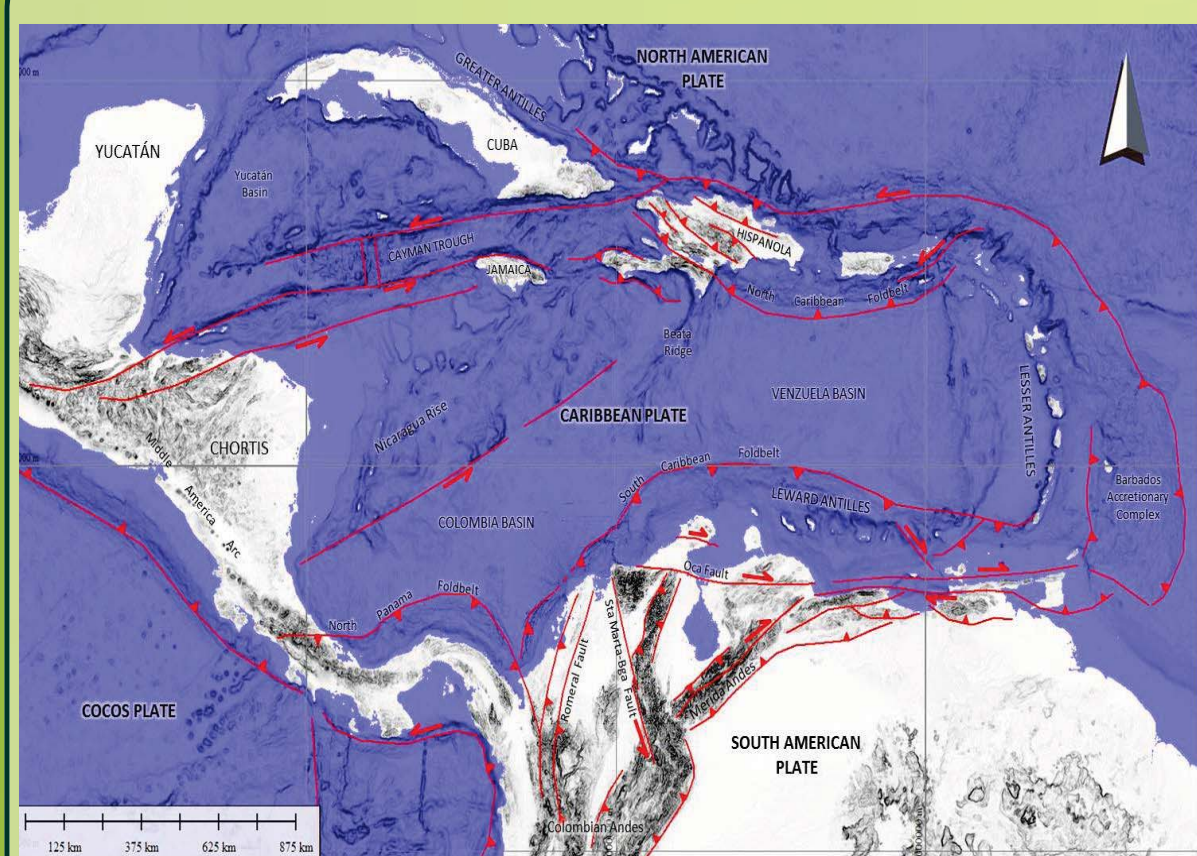 NORTH AMERICAN
PLATE
GREATER ANTILLES
CUBA
YUCATÁN
Yucatán
Basin
CAYMAN TROUGH
JAMAICA
HISPANOLA
North Caribbean Foldbelt
Beata
Ridge
LESSER ANTILLES
VENZUELA BASIN
CARIBBEAN PLATE
Nicaragua Rise
CHORTIS
Middle America Arc
South Caribbean Foldbelt
LEWARD ANTILLES
Barbados
Accretionary
Complex
COLOMBIA BASIN
Oca Fault
North Panama Foldbelt
Romeral Fault
Sta Marta-Bga Fault
Merida Andes
COCOS PLATE
SOUTH AMERICAN
PLATE
Colombian Andes
125 km 375 km 625 km 875 km